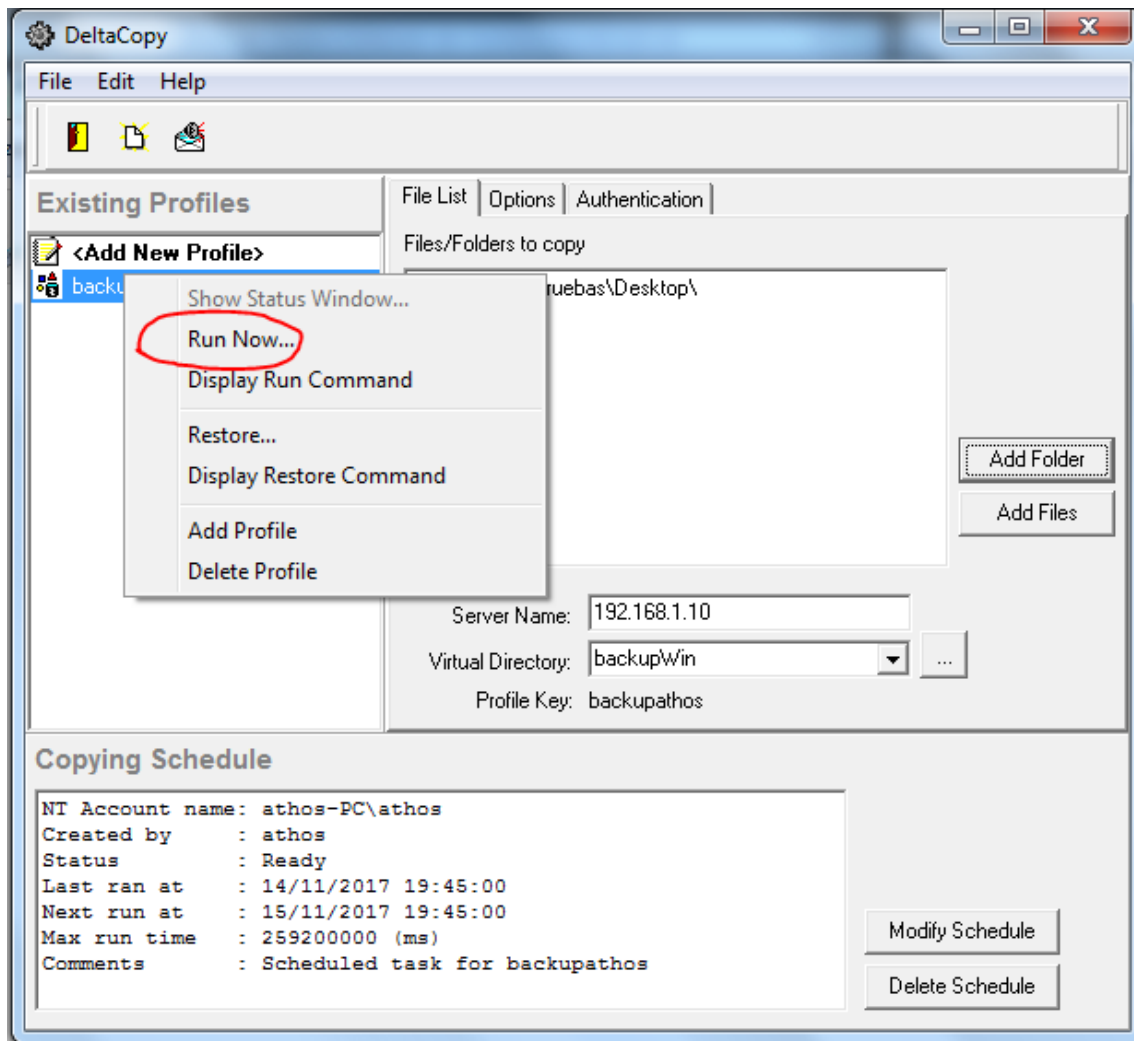 DeltaCopy
File Edit Help
Existing Profiles
<Add New Profile>
backu
Show Status Window...
Run Now...
Display Run Command
Restore...
Display Restore Command
Add Profile
Delete Profile
File List Options Authentication
Files/Folders to copy
ruebas\Desktop\
Add Folder
Add Files
Server Name: 192.168.1.10
Virtual Directory: backupWin ...
Profile Key: backupathos
Copying Schedule
NT Account name: athos-PC\athos
Created by : athos
Status : Ready
Last ran at : 14/11/2017 19:45:00
Next run at : 15/11/2017 19:45:00
Max run time : 259200000 (ms)
Comments : Scheduled task for backupathos
Modify Schedule
Delete Schedule